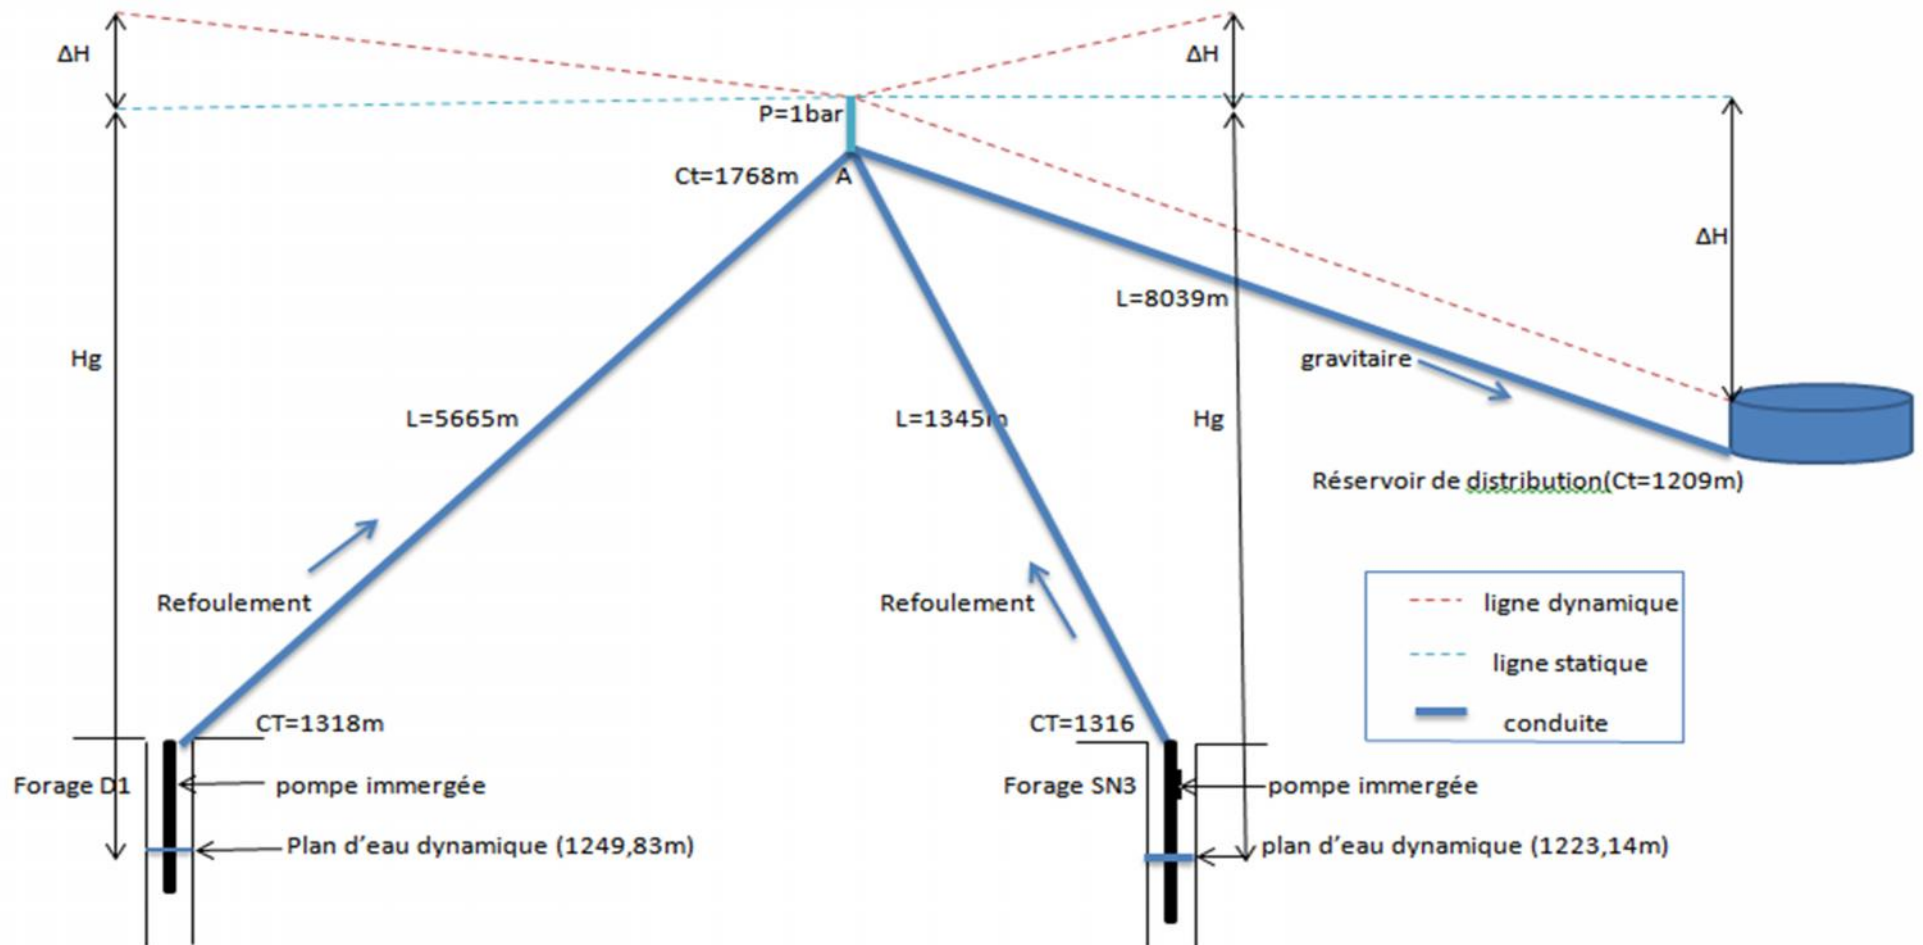 ΔH
ΔH
P=1bar
Ct=1768m
A
ΔH
L=8039m
Hg
gravitaire
L=5665m
L=1345m
Hg
Réservoir de distribution(Ct=1209m)
Refoulement
Refoulement
ligne dynamique
ligne statique
conduite
CT=1318m
CT=1316
Forage D1
pompe immergée
Forage SN3
pompe immergée
Plan d'eau dynamique (1249,83m)
plan d'eau dynamique (1223,14m)